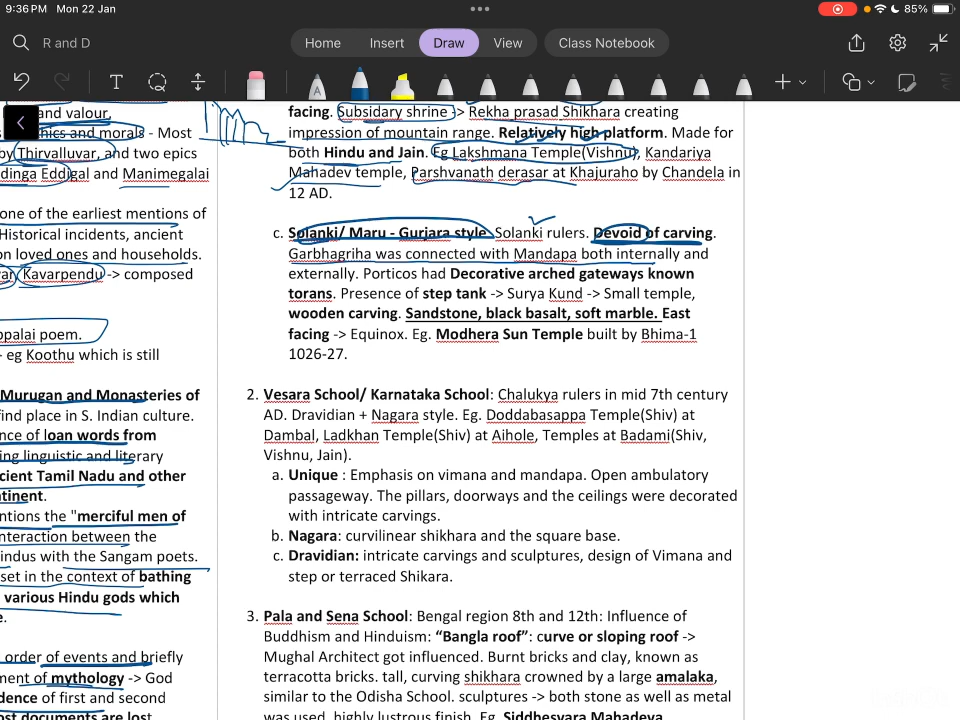 9:36 PM Mon 22 Jan
85%
R and D
Home Insert Draw View Class Notebook
T
A
and valour,
ethics and morals - Most
by Thirvalluvar, and two epics
dinga Eddigal and Manimegalai
one of the earliest mentions of
Historical incidents, ancient
on loved ones and households.
Kavarpendu -> composed
opalai poem.
- eg Koothu which is still
Murugan and Monasteries of
find place in S. Indian culture.
nce of loan words from
ing linguistic and literary
cient Tamil Nadu and other
tinent.
ntions the "merciful men of
nteraction between the
indus with the Sangam poets.
set in the context of bathing
various Hindu gods which
e.
order of events and briefly
ment of mythology -> God
dence of first and second
ost documents are lost
facing. Subsidary shrine -> Rekha prasad Shikhara creating
impression of mountain range. Relatively high platform. Made for
both Hindu and Jain. Eg Lakshmana Temple(Vishnu), Kandariya
Mahadev temple, Parshvanath derasar at Khajuraho by Chandela in
12 AD.
c. Solanki/ Maru - Gurjara style. Solanki rulers. Devoid of carving.
Garbhagriha was connected with Mandapa both internally and
externally. Porticos had Decorative arched gateways known
torans. Presence of step tank -> Surya Kund -> Small temple,
wooden carving. Sandstone, black basalt, soft marble. East
facing -> Equinox. Eg. Modhera Sun Temple built by Bhima-1
1026-27.
2. Vesara School/ Karnataka School: Chalukya rulers in mid 7th century
AD. Dravidian + Nagara style. Eg. Doddabasappa Temple(Shiv) at
Dambal, Ladkhan Temple(Shiv) at Aihole, Temples at Badami(Shiv,
Vishnu, Jain).
a. Unique : Emphasis on vimana and mandapa. Open ambulatory
passageway. The pillars, doorways and the ceilings were decorated
with intricate carvings.
b. Nagara: curvilinear shikhara and the square base.
c. Dravidian: intricate carvings and sculptures, design of Vimana and
step or terraced Shikara.
3. Pala and Sena School: Bengal region 8th and 12th: Influence of
Buddhism and Hinduism: “Bangla roof”: curve or sloping roof ->
Mughal Architect got influenced. Burnt bricks and clay, known as
terracotta bricks. tall, curving shikhara crowned by a large amalaka,
similar to the Odisha School. sculptures -> both stone as well as metal
was used, highly lustrous finish. Eg. Siddhesvara Mahadeva